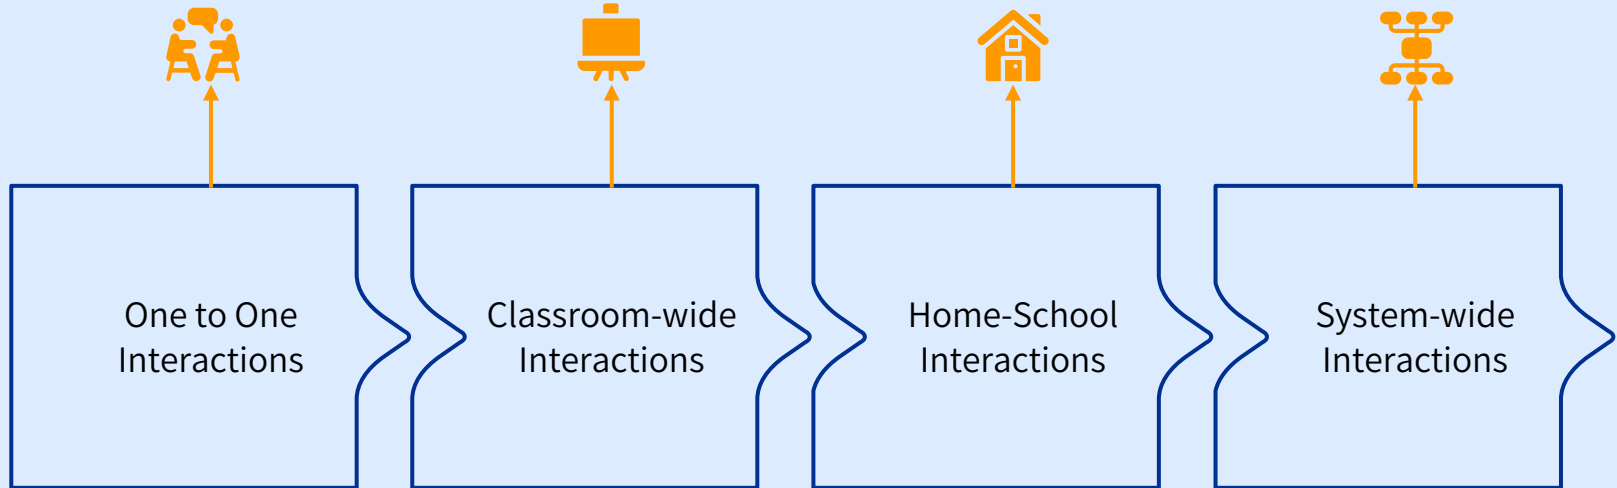 One to One
Interactions
Classroom-wide
Interactions
Home-School
Interactions
System-wide
Interactions